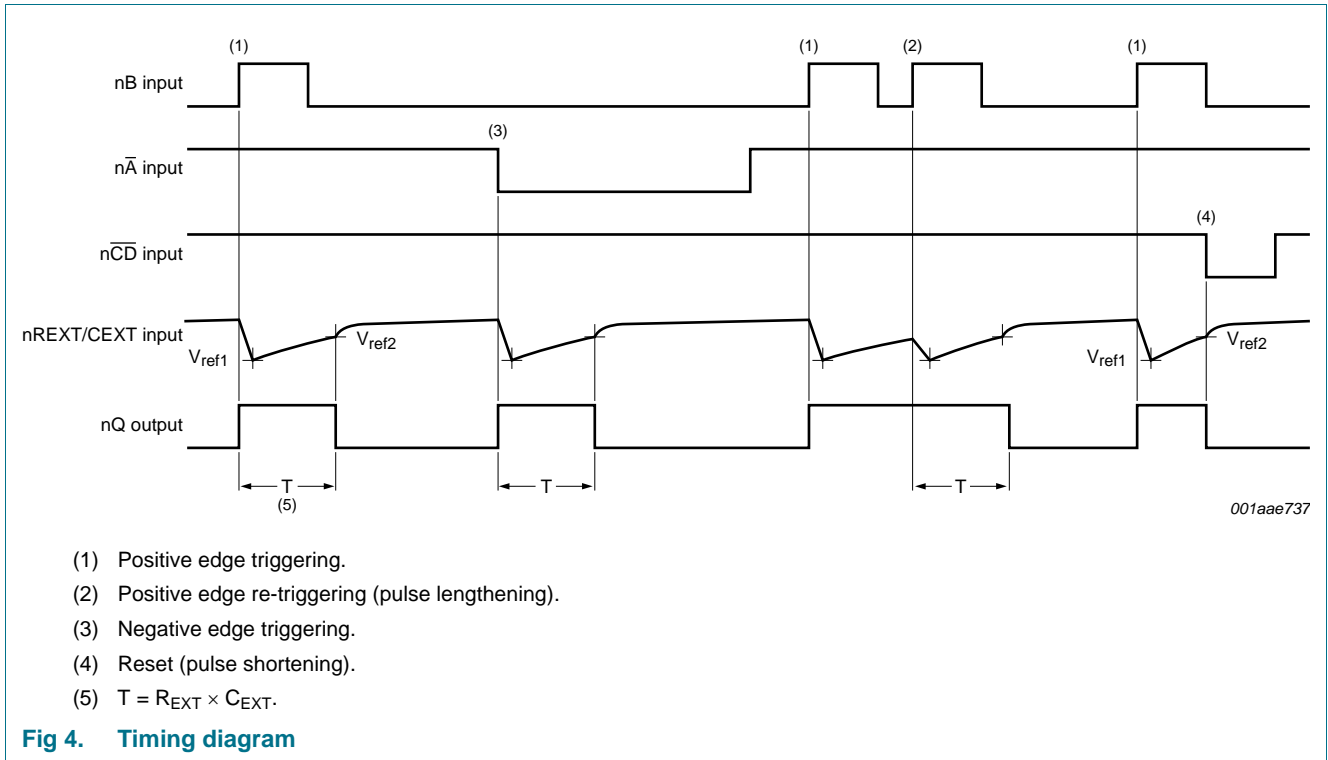 (1) (1) (2) (1)
nB input
(3)
nA̅ input
(4)
nC̅D̅ input
nREXT/CEXT input
Vref1 Vref2 Vref1 Vref2
nQ output
T T T
(5)
001aae737
(1) Positive edge triggering.
(2) Positive edge re-triggering (pulse lengthening).
(3) Negative edge triggering.
(4) Reset (pulse shortening).
(5) T = REXT × CEXT.
Fig 4. Timing diagram